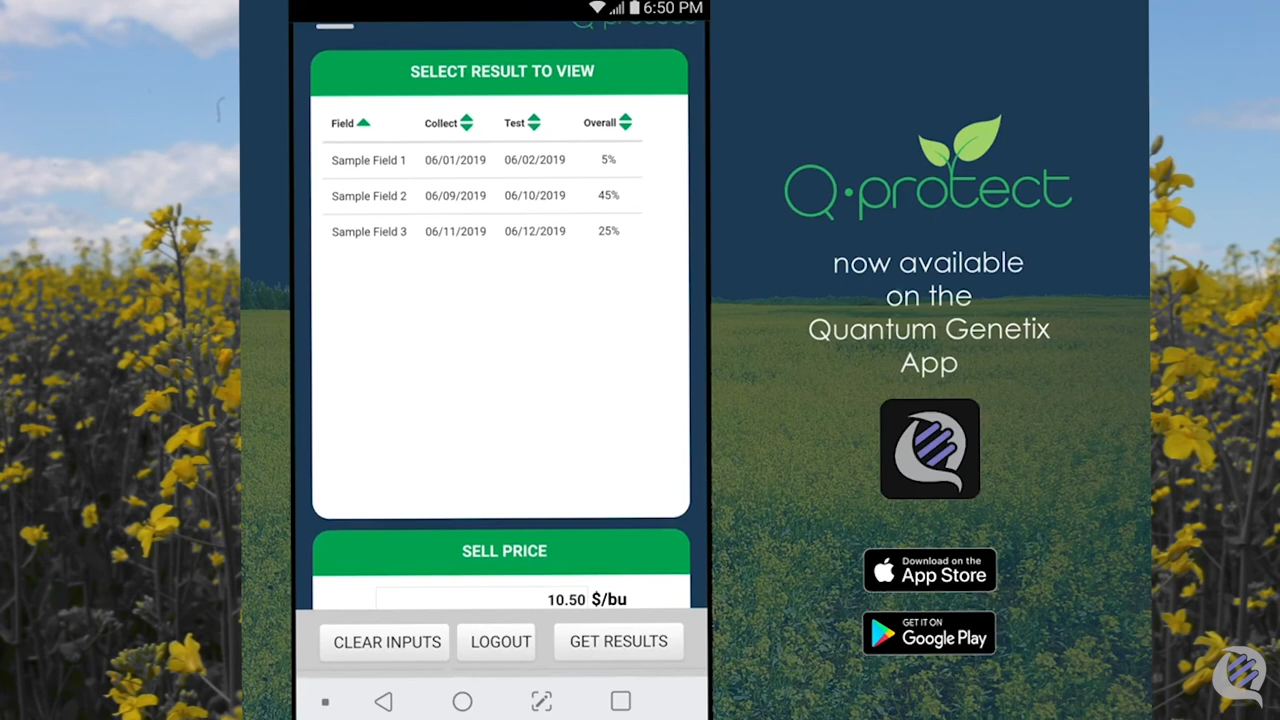 6:50 PM
SELECT RESULT TO VIEW
Field Collect Test Overall
Sample Field 1 06/01/2019 06/02/2019 5%
Sample Field 2 06/09/2019 06/10/2019 45%
Sample Field 3 06/11/2019 06/12/2019 25%
SELL PRICE
10.50 $/bu
CLEAR INPUTS LOGOUT GET RESULTS
Q•protect
now available
on the
Quantum Genetix
App
Download on the
App Store
GET IT ON
Google Play